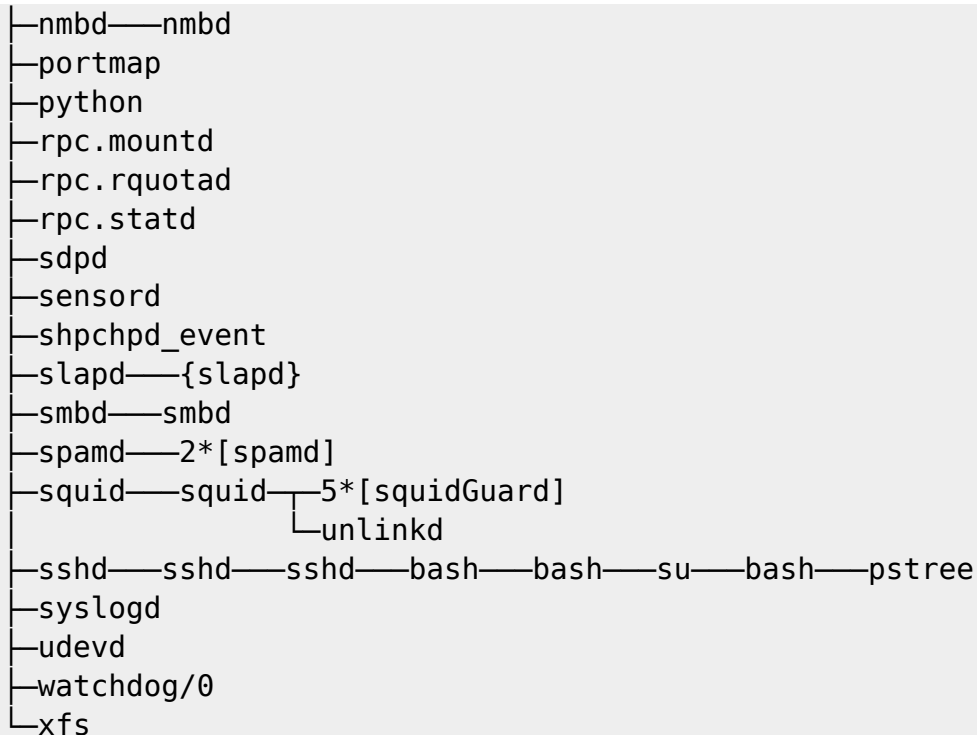 ├─nmbd───nmbd
├─portmap
├─python
├─rpc.mountd
├─rpc.rquotad
├─rpc.statd
├─sdpd
├─sensord
├─shpchpd_event
├─slapd───{slapd}
├─smbd───smbd
├─spamd───2*[spamd]
├─squid───squid─┬─5*[squidGuard]
│               └─unlinkd
├─sshd───sshd───sshd───bash───bash───su───bash───pstree
├─syslogd
├─udevd
├─watchdog/0
└─xfs